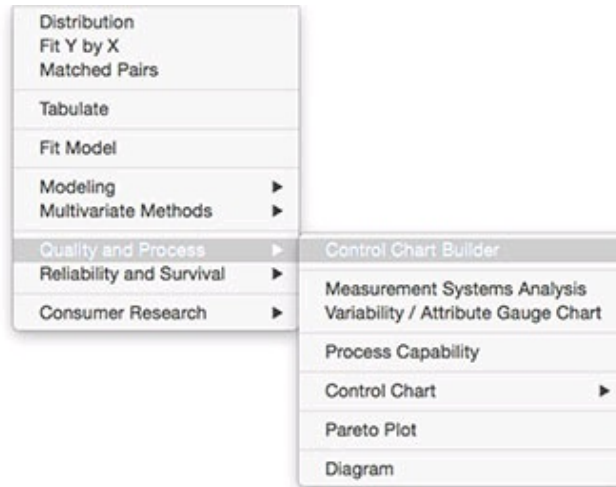 Distribution
Fit Y by X
Matched Pairs
Tabulate
Fit Model
Modeling
Multivariate Methods
Quality and Process
Reliability and Survival
Consumer Research
Control Chart Builder
Measurement Systems Analysis
Variability / Attribute Gauge Chart
Process Capability
Control Chart
Pareto Plot
Diagram